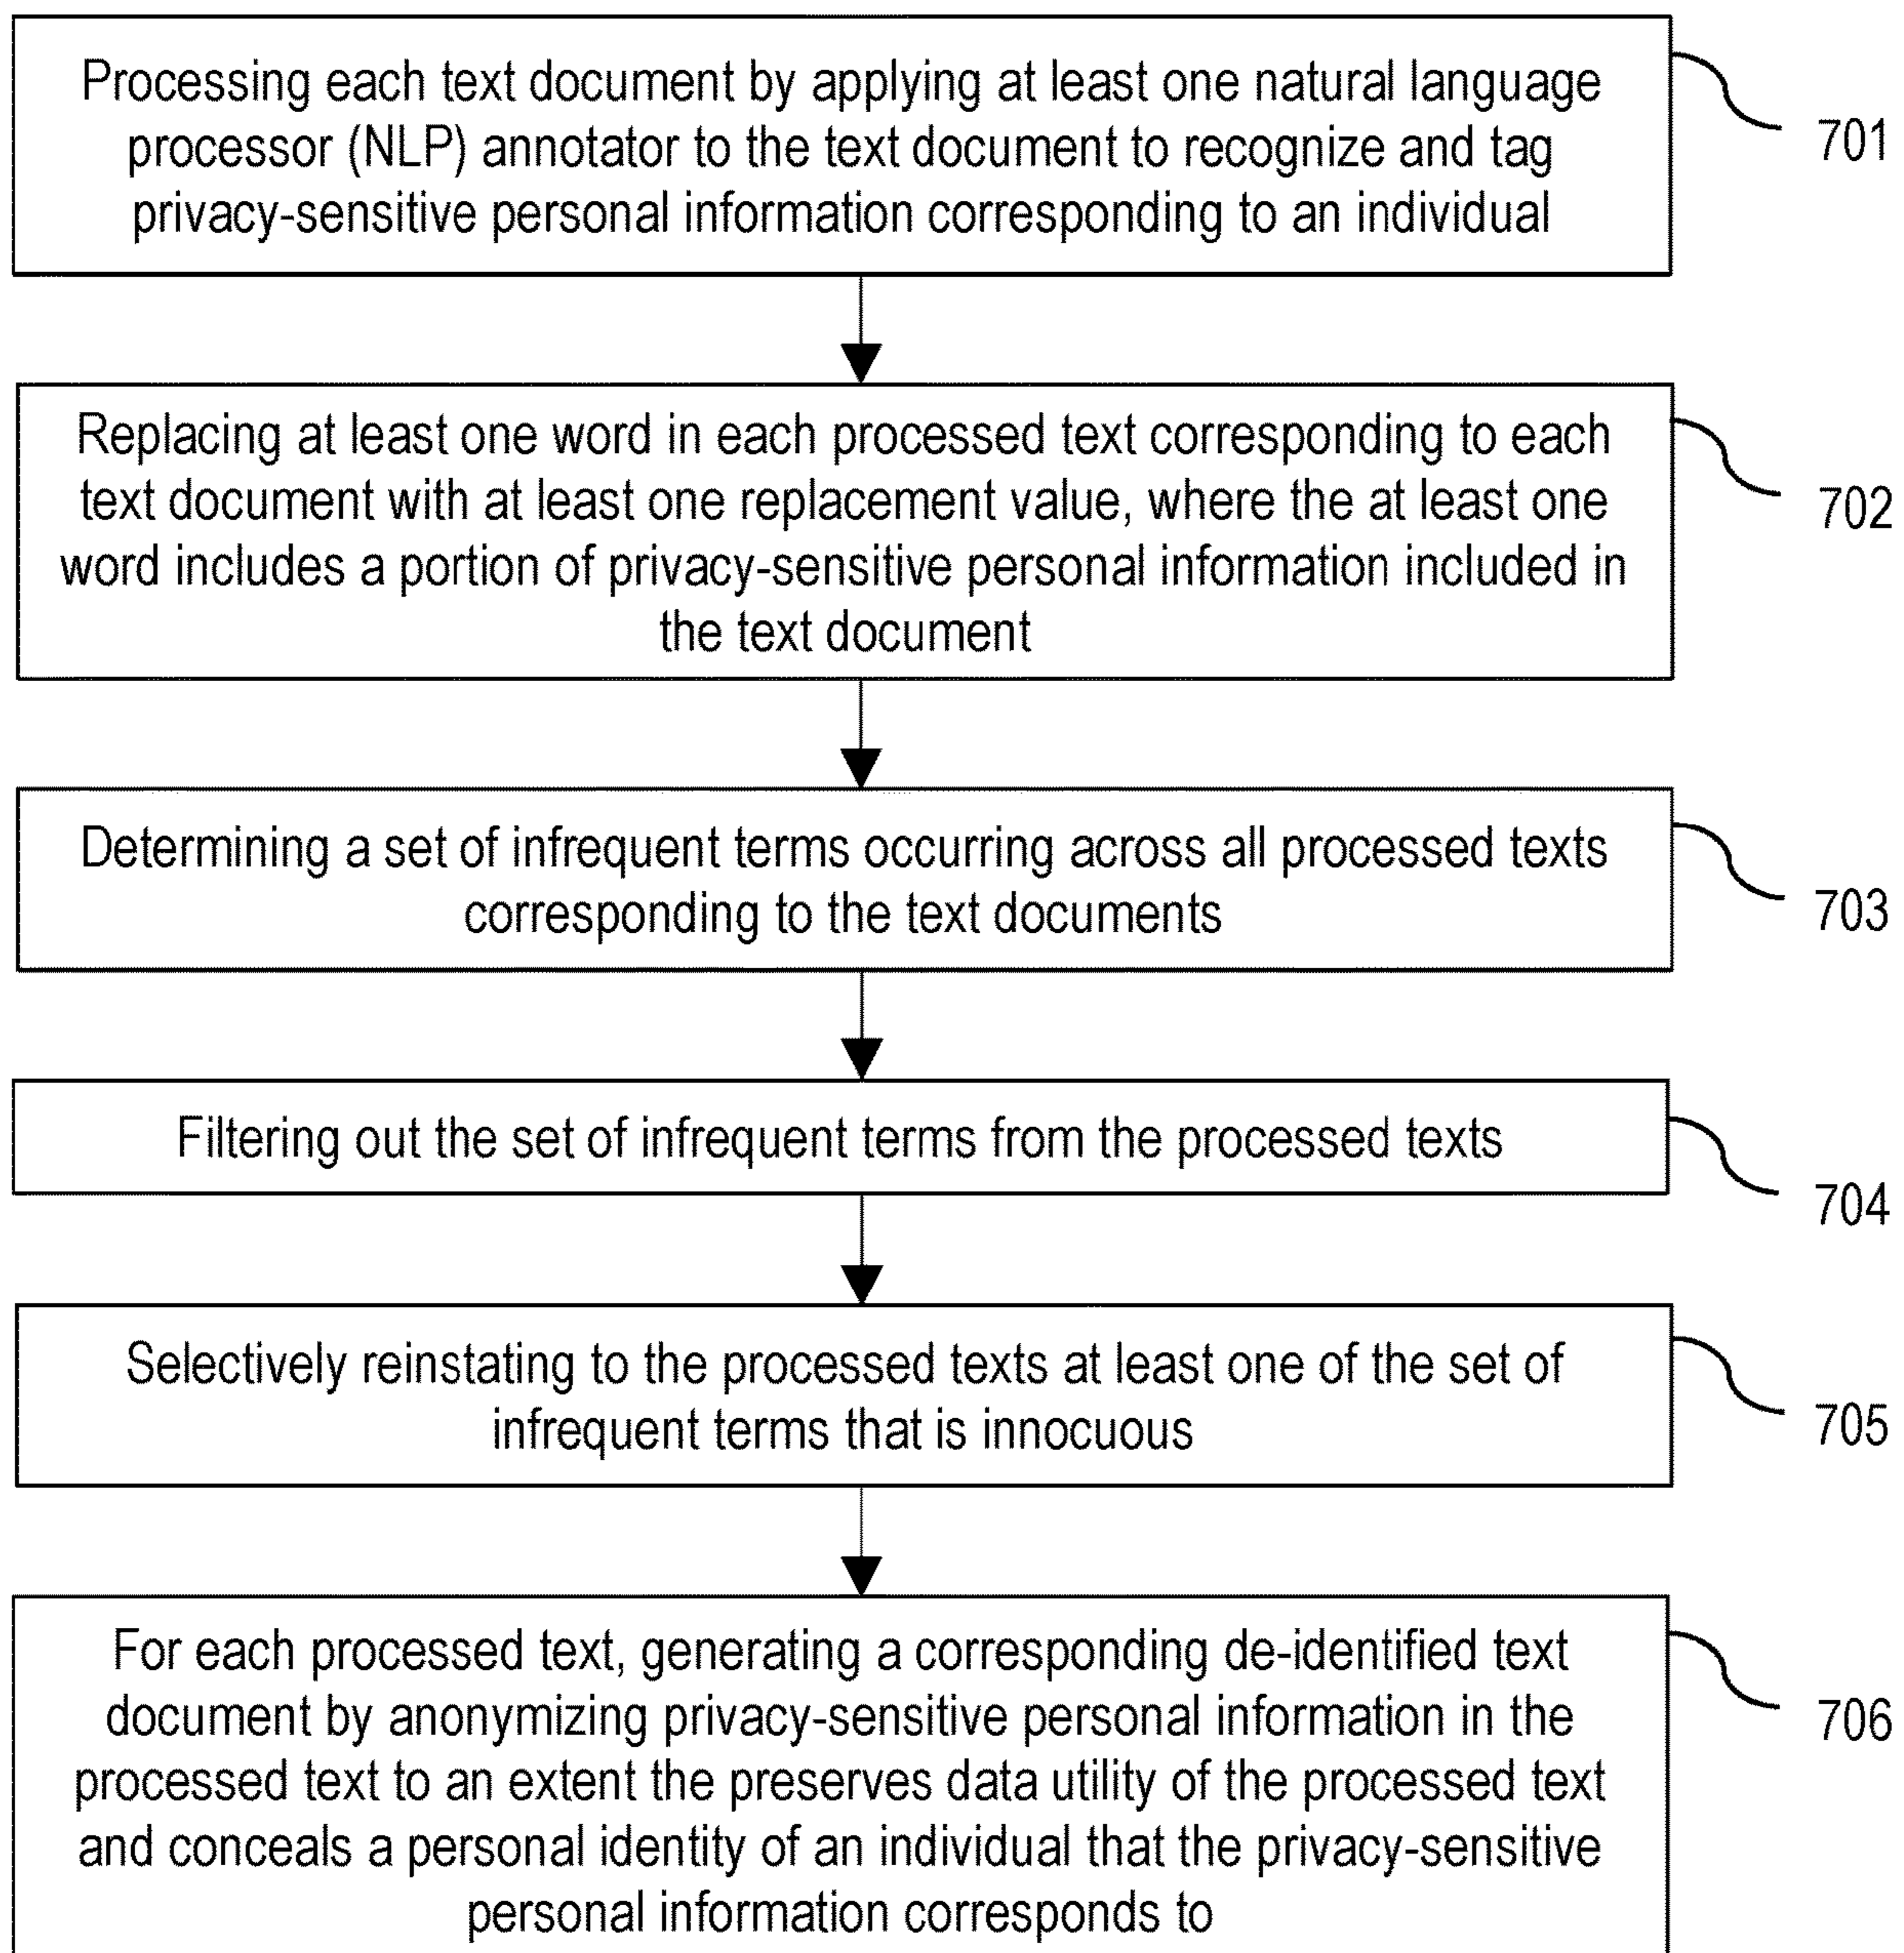 Processing each text document by applying at least one natural language
processor (NLP) annotator to the text document to recognize and tag
privacy-sensitive personal information corresponding to an individual
701
Replacing at least one word in each processed text corresponding to each
text document with at least one replacement value, where the at least one
word includes a portion of privacy-sensitive personal information included in
the text document
702
Determining a set of infrequent terms occurring across all processed texts
corresponding to the text documents
703
Filtering out the set of infrequent terms from the processed texts
704
Selectively reinstating to the processed texts at least one of the set of
infrequent terms that is innocuous
705
For each processed text, generating a corresponding de-identified text
document by anonymizing privacy-sensitive personal information in the
processed text to an extent the preserves data utility of the processed text
and conceals a personal identity of an individual that the privacy-sensitive
personal information corresponds to
706